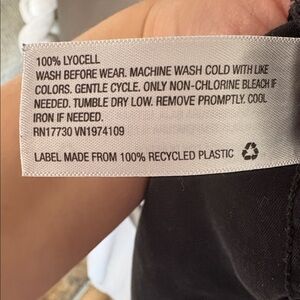 100% LYOCELL
WASH BEFORE WEAR. MACHINE WASH COLD WITH LIKE
COLORS. GENTLE CYCLE. ONLY NON-CHLORINE BLEACH IF
NEEDED. TUMBLE DRY LOW. REMOVE PROMPTLY. COOL
IRON IF NEEDED.
RN17730 VN1974109
LABEL MADE FROM 100% RECYCLED PLASTIC